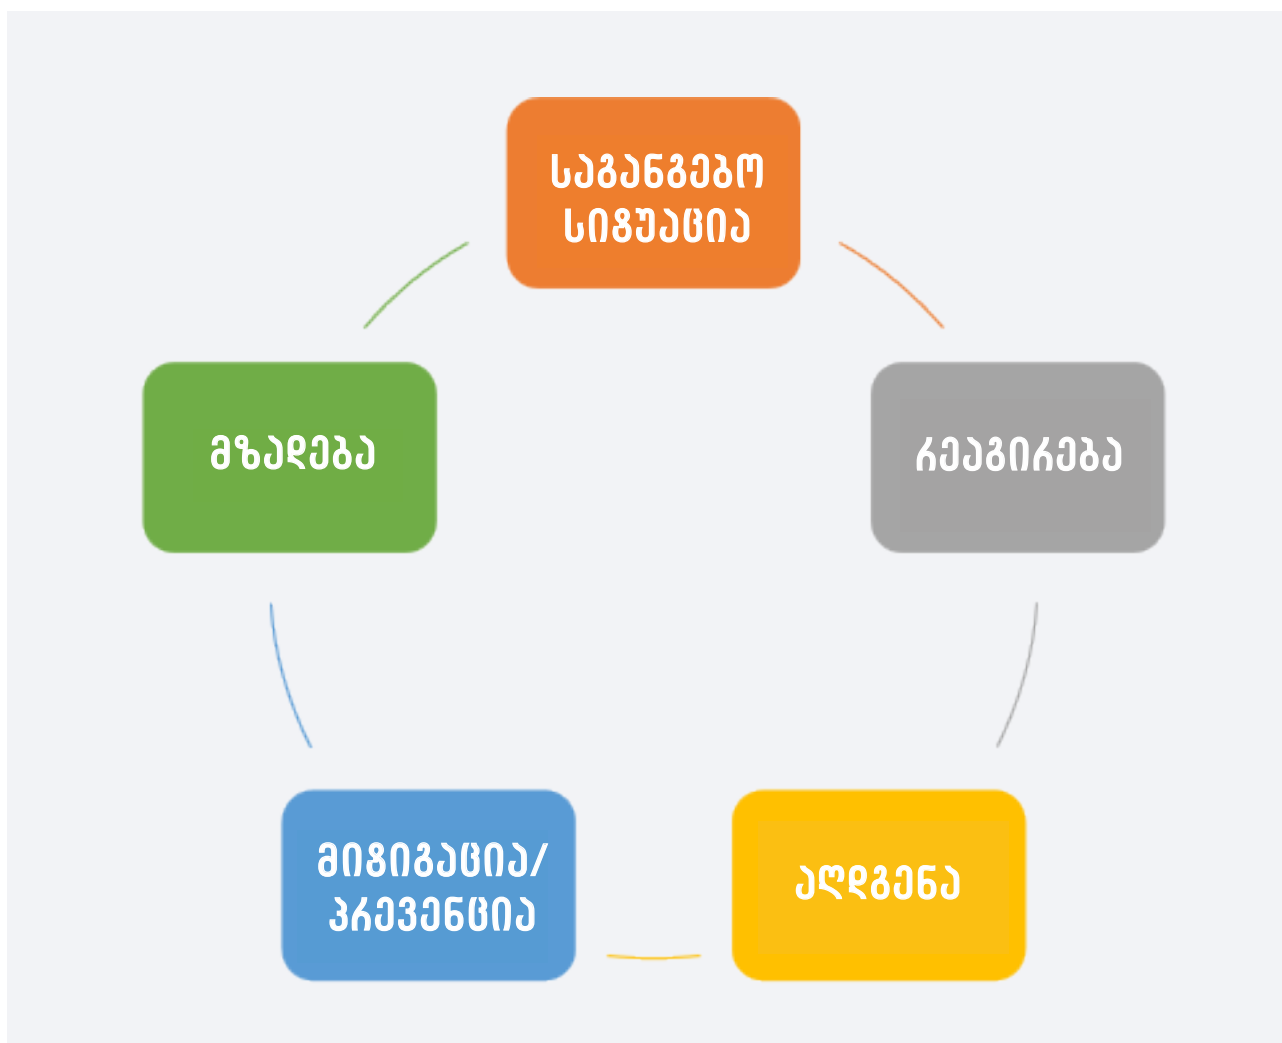 საგანგებო
სიტუაცია
მზადება
რეაგირება
მიტიგაცია/
პრევენცია
აღდგენა